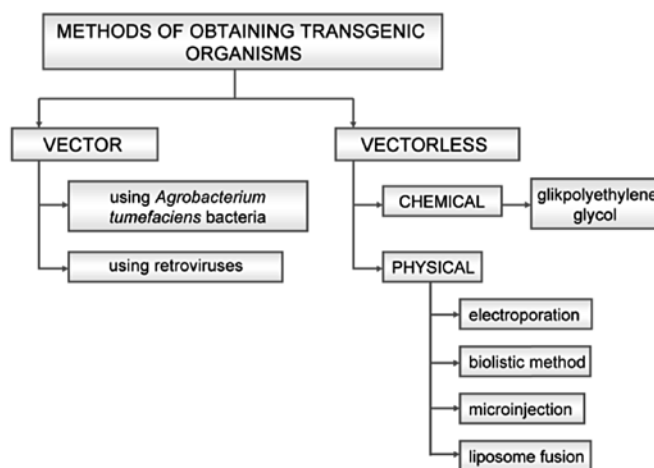 METHODS OF OBTAINING TRANSGENIC
ORGANISMS
VECTOR
using Agrobacterium
tumefaciens bacteria
using retroviruses
VECTORLESS
CHEMICAL
glikpolyethylene
glycol
PHYSICAL
electroporation
biolistic method
microinjection
liposome fusion